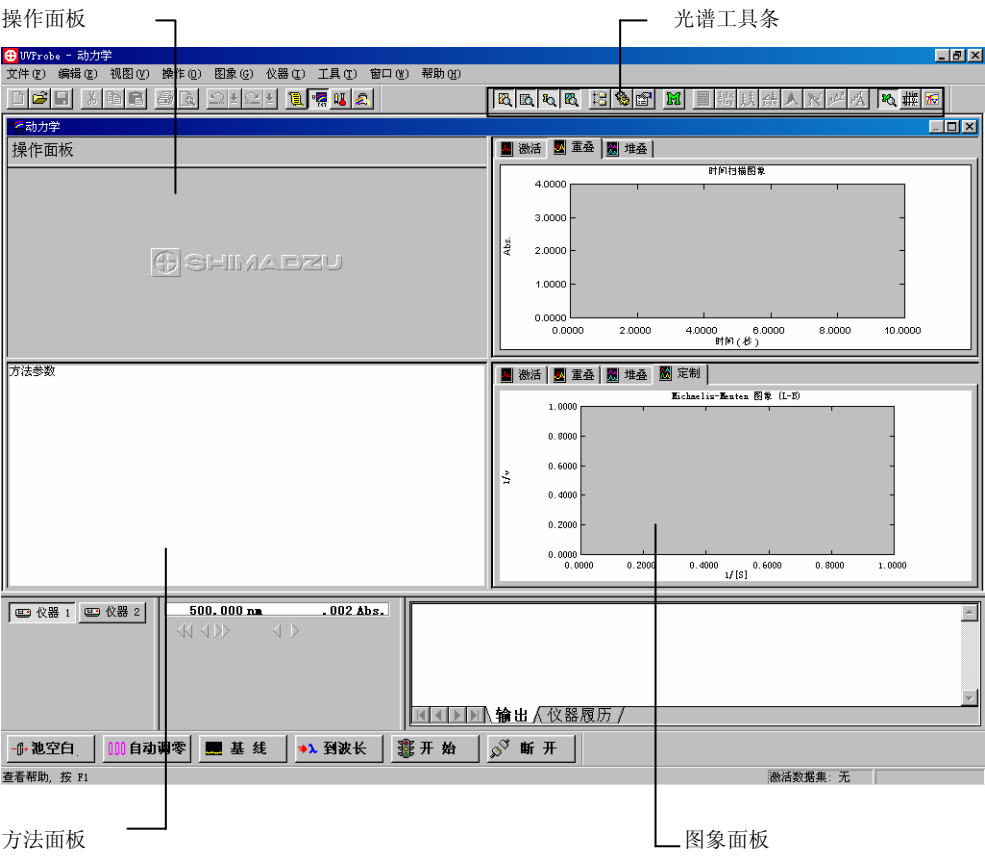 操作面板
光谱工具条
UVProbe - 动力学
文件(F) 编辑(E) 视图(V) 操作(O) 图象(G) 仪器(I) 工具(T) 窗口(W) 帮助(H)
动力学
操作面板
SHIMADZU
激活 重叠 堆叠
时间扫描图象
Abs.
4.0000
3.0000
2.0000
1.0000
0.0000
0.0000 2.0000 4.0000 6.0000 8.0000 10.0000
时间(秒)
方法参数
激活 重叠 堆叠 定制
Michaelis-Menten 图象 (L-B)
1/v
1.0000
0.8000
0.6000
0.4000
0.2000
0.0000
0.0000 0.2000 0.4000 0.6000 0.8000 1.0000
1/[S]
仪器 1 仪器 2
500.000 nm .002 Abs.
输出 仪器履历
池空白 自动调零 基 线 到波长 开 始 断 开
查看帮助, 按 F1
激活数据集: 无
方法面板
图象面板